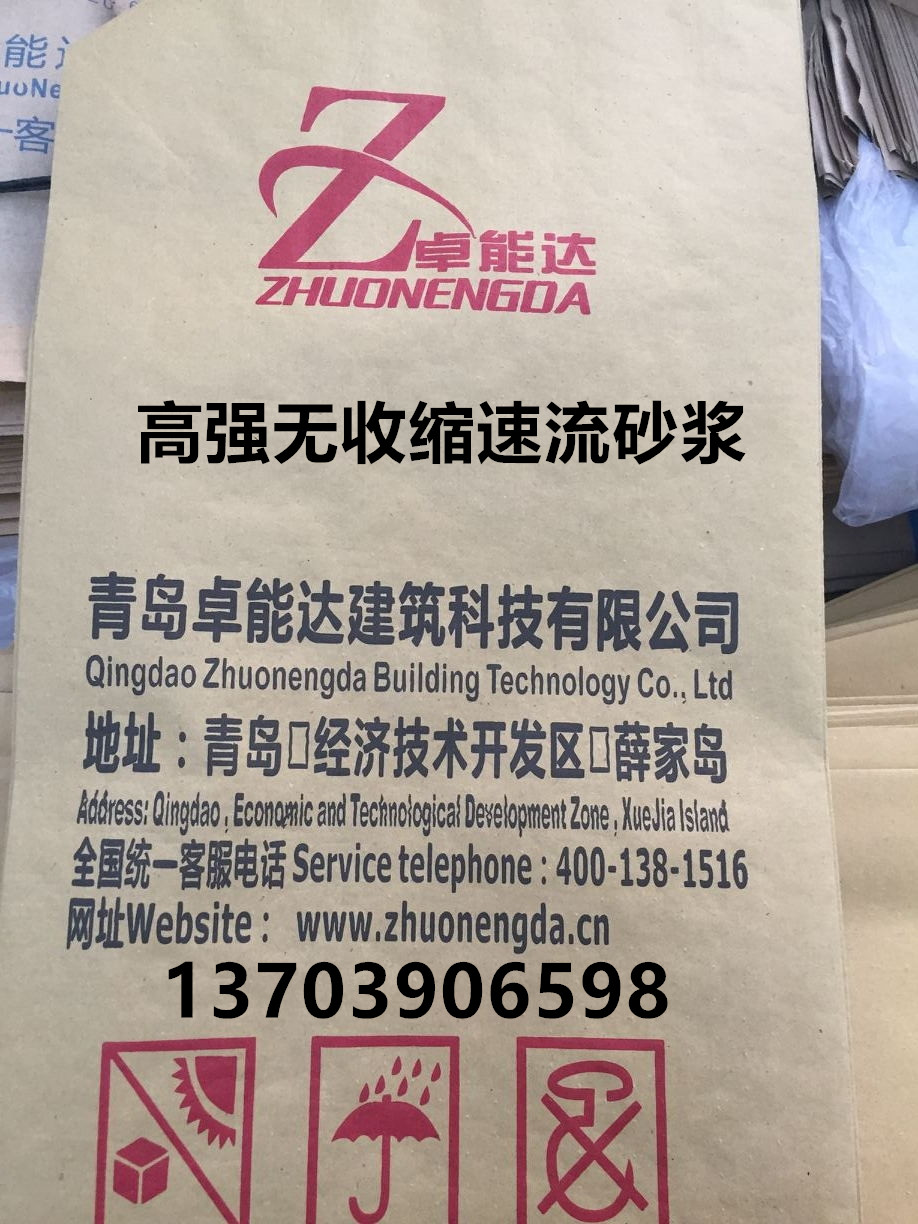 能
uoNe
一客
Z
卓能达
ZHUONENGDA
高强无收缩速流砂浆
青岛卓能达建筑科技有限公司
Qingdao Zhuonengda Building Technology Co., Ltd
地址：青岛□经济技术开发区□薛家岛
Address: Qingdao , Economic and Technological Development Zone , XueJia Island
全国统一客服电话 Service telephone : 400-138-1516
网址Website： www.zhuonengda.cn
13703906598